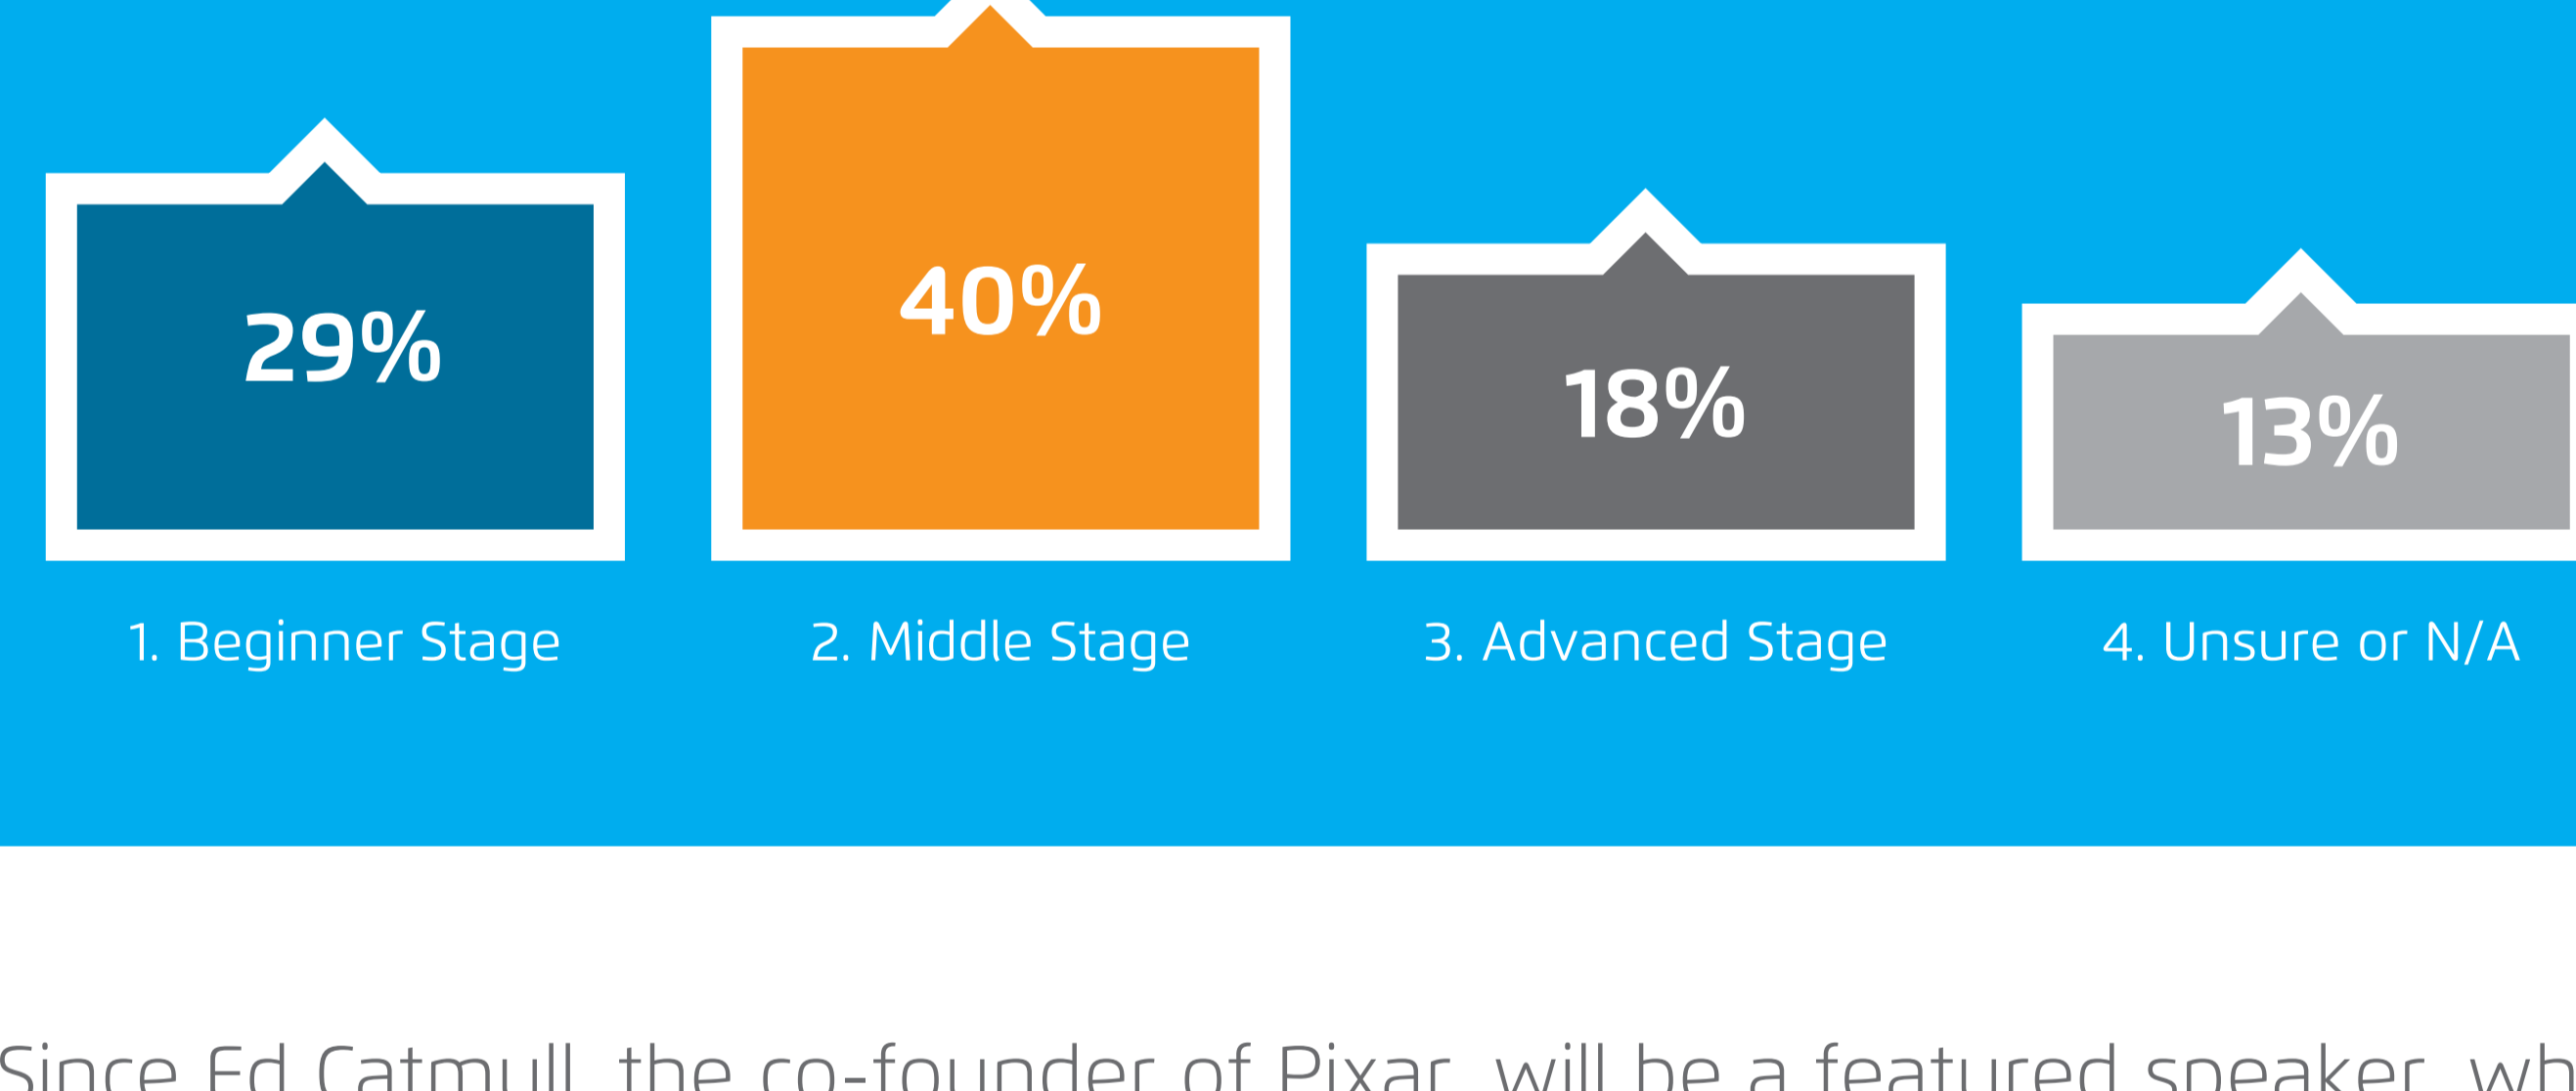 29%
40%
18%
13%
1. Beginner Stage
2. Middle Stage
3. Advanced Stage
4. Unsure or N/A
Since Ed Catmull, the co-founder of Pixar, will be a featured speaker,